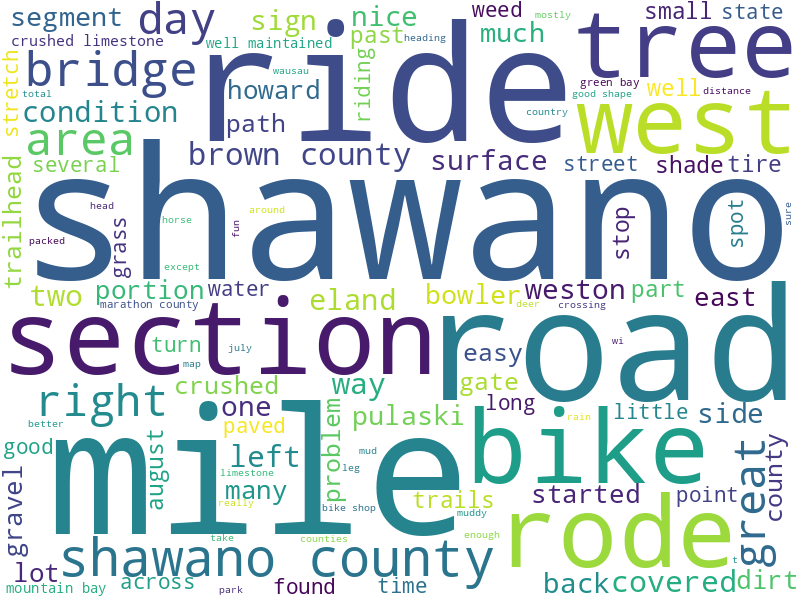 segment day sign nice weed small state
crushed limestone well maintained past heading mostly
bridge ride tree
stretch total condition howard riding much wausau green bay well distance
path good shape country west
area brown county surface street shade tire
trailhead several
shawano
head packed grass horse except around fun stop spot sure
two portion water eland bowler weston part east
marathon county deer crossing
section road
turn july map easy wi
crushed way gate long
right one paved problem pulaski bike little side
better rain
good august left mile mud great county
gravel limestone leg many really trails started point
bike shop muddy rode
shawano county take counties enough t
lot mountain bay across park found time back covered dirt